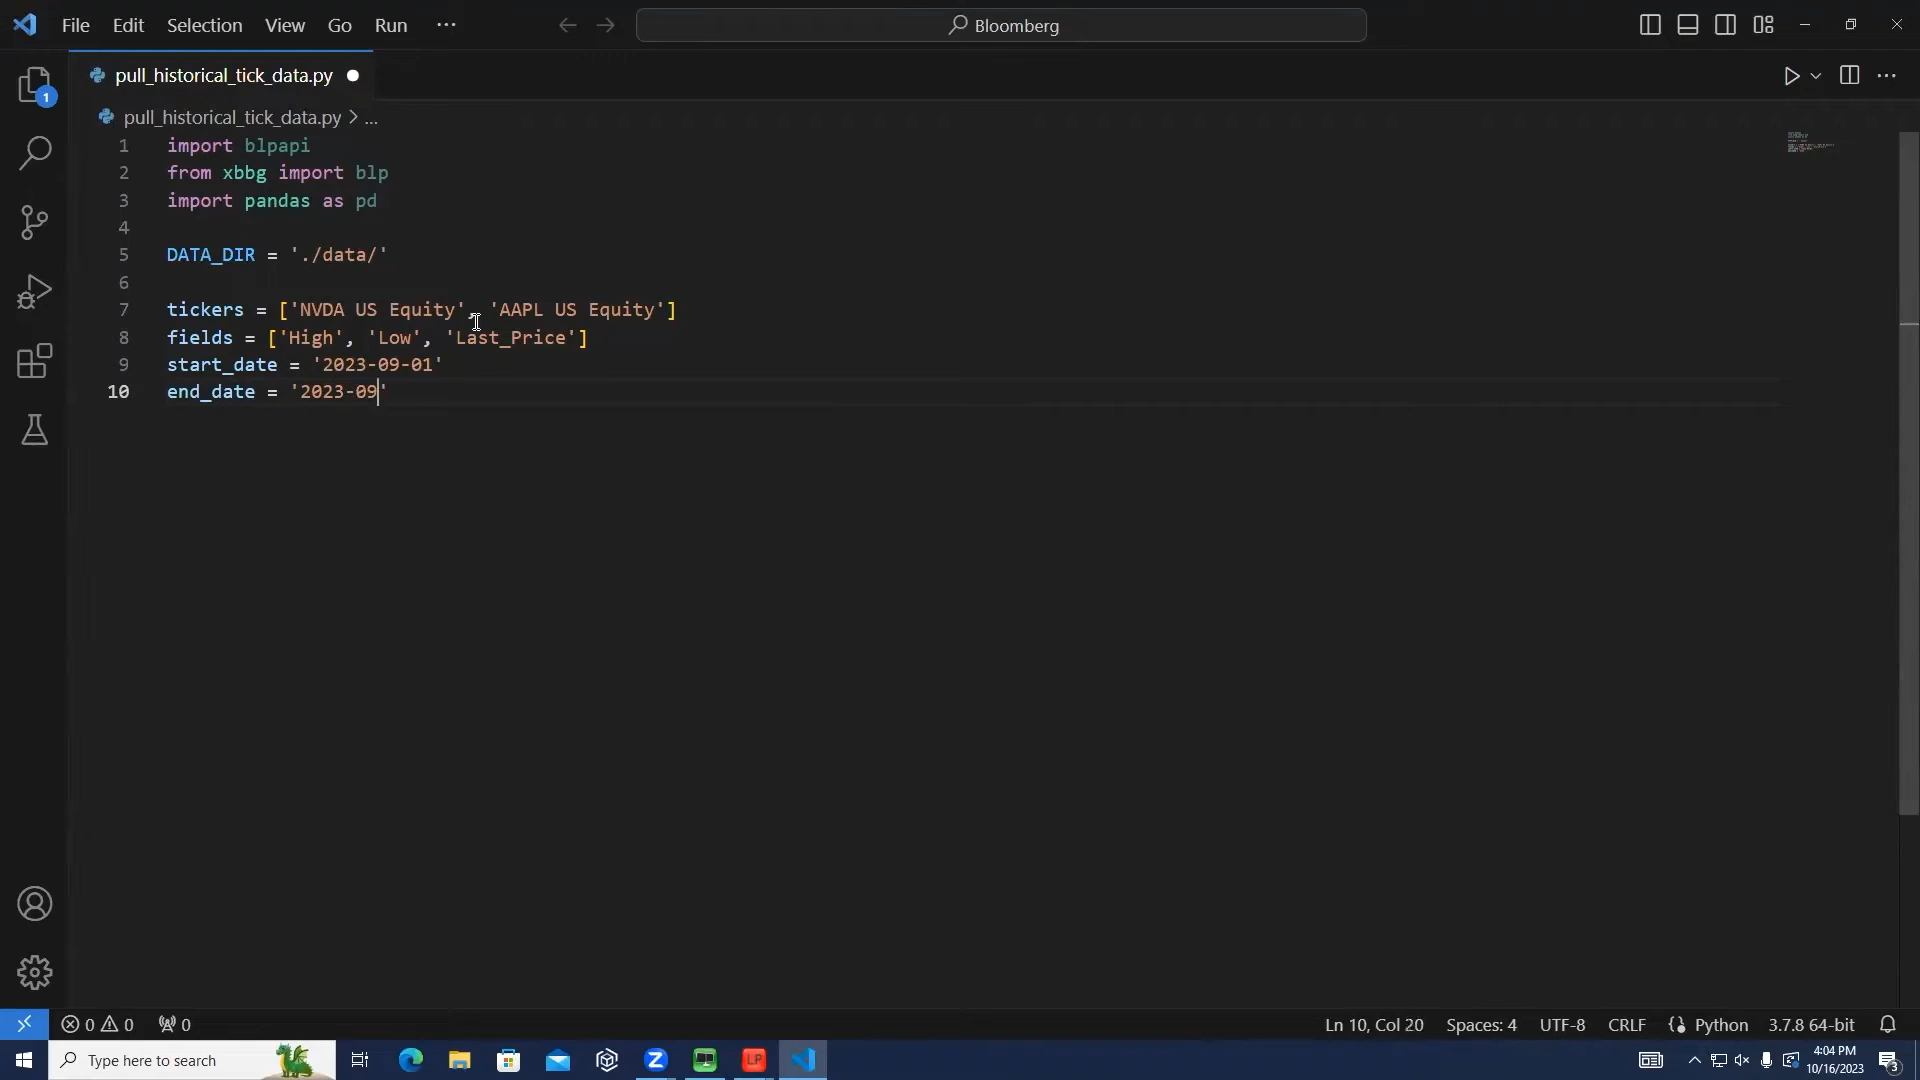 File Edit Selection View Go Run ...
Bloomberg
pull_historical_tick_data.py
1
pull_historical_tick_data.py > ...
1 import blpapi
2 from xbbg import blp
3 import pandas as pd
4
5 DATA_DIR = './data/'
6
7 tickers = ['NVDA US Equity', 'AAPL US Equity']
8 fields = ['High', 'Low', 'Last_Price']
9 start_date = '2023-09-01'
10 end_date = '2023-09'
0 0 0 Ln 10, Col 20 Spaces: 4 UTF-8 CRLF Python 3.7.8 64-bit
Type here to search
LP
4:04 PM
10/16/2023
3